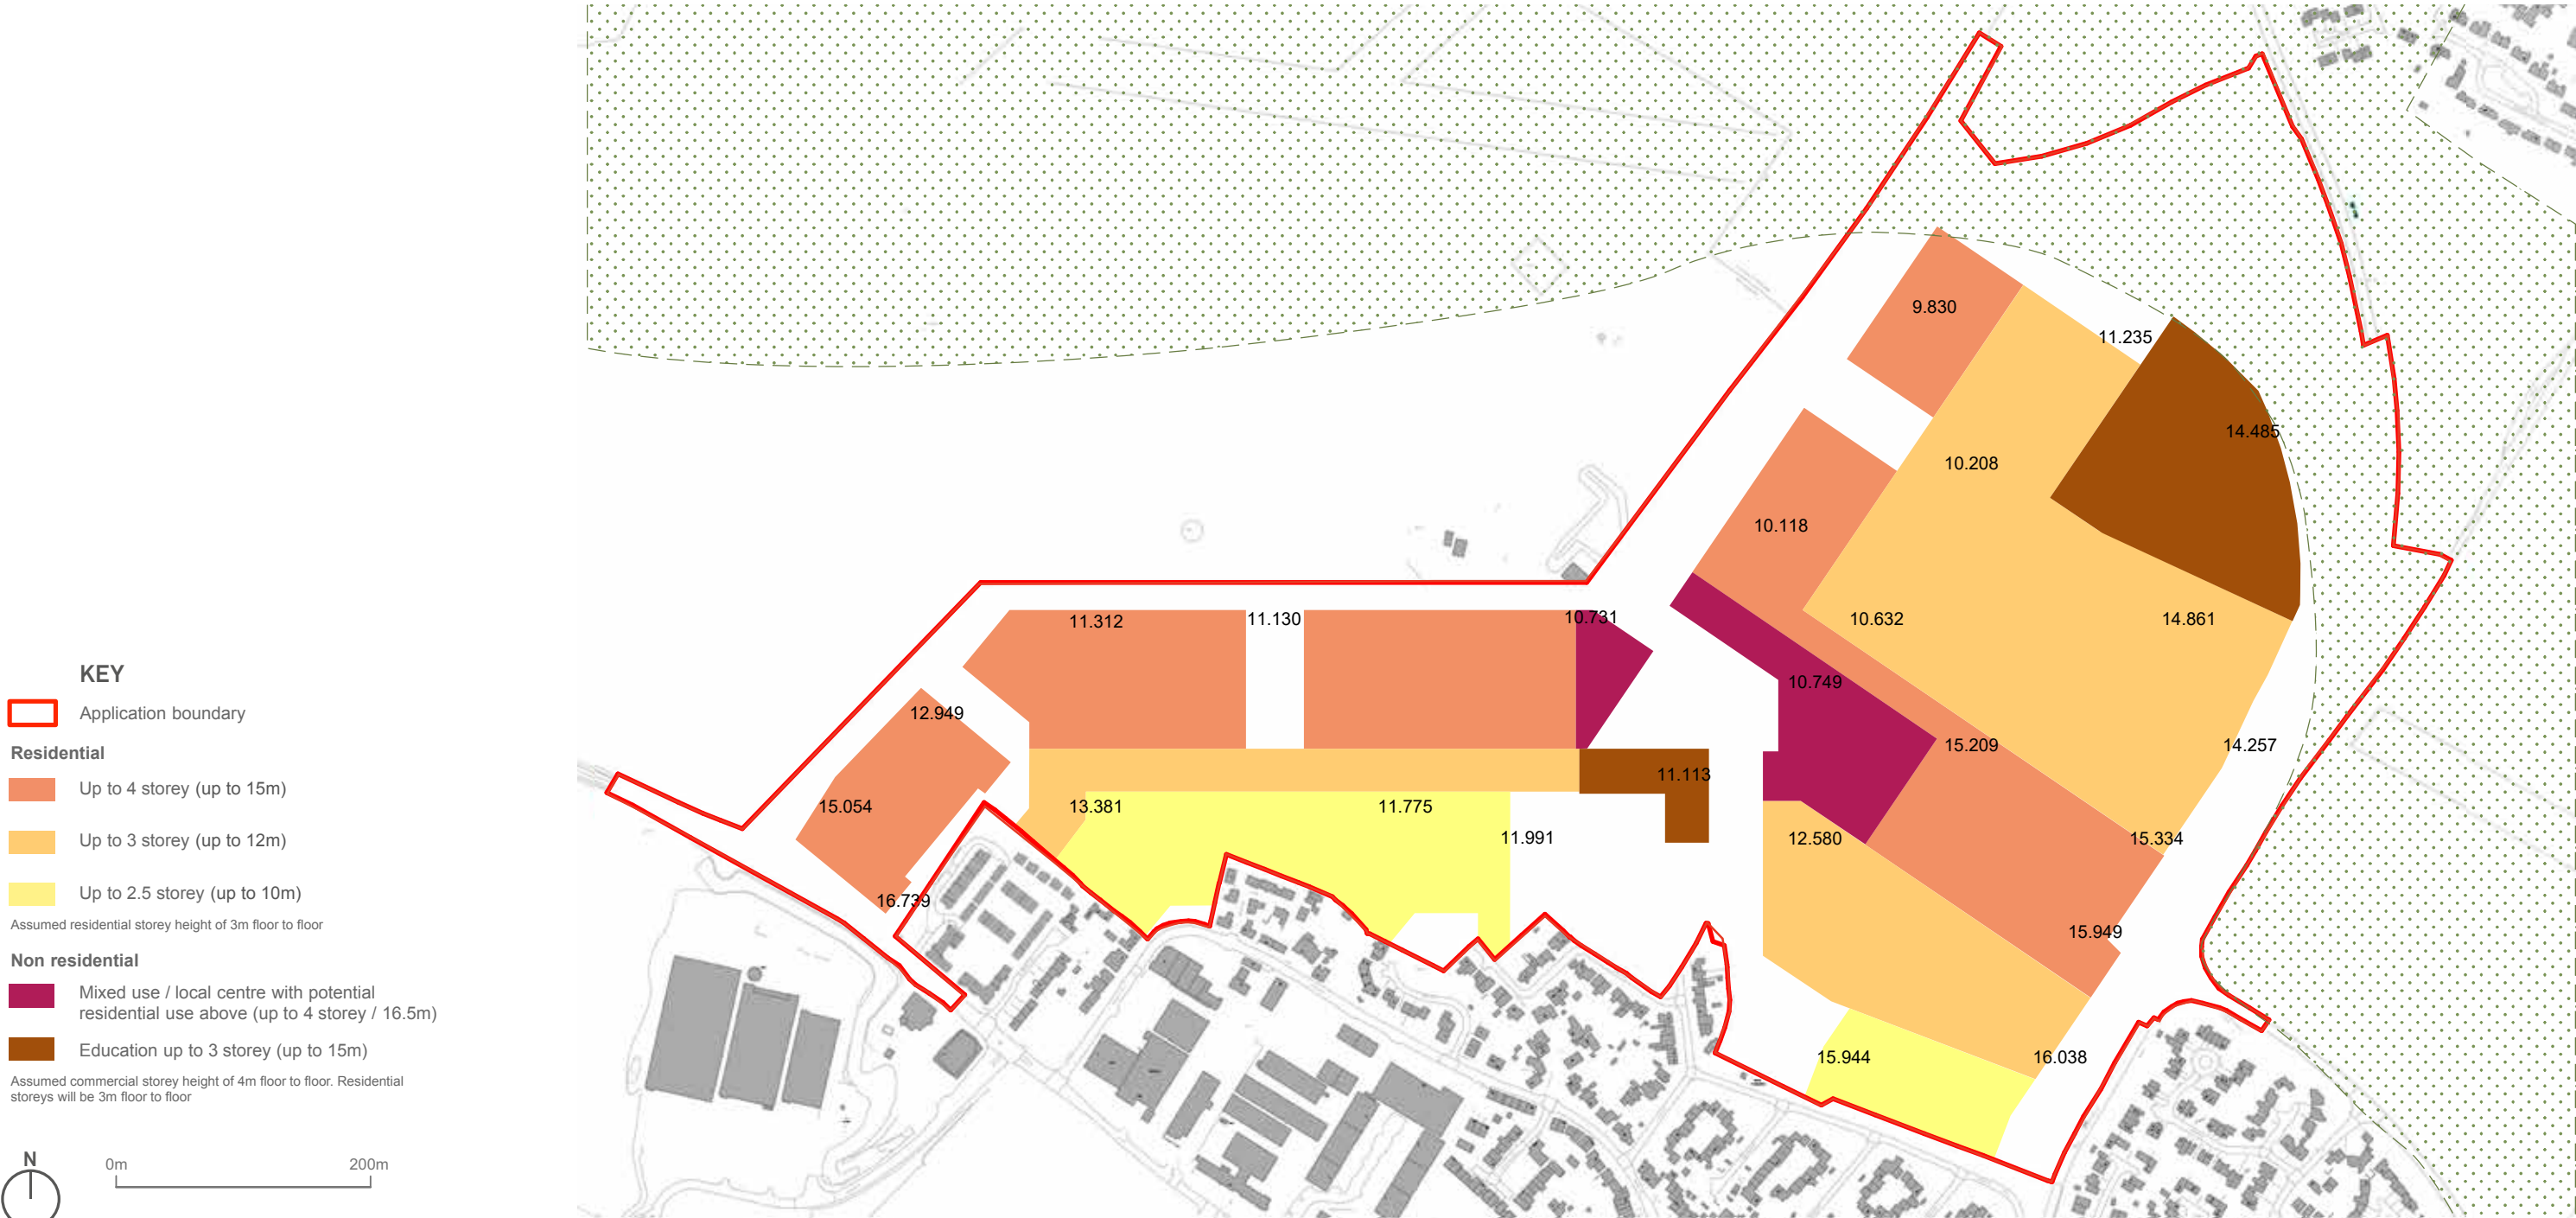 KEY
Application boundary
Residential
Up to 4 storey (up to 15m)
Up to 3 storey (up to 12m)
Up to 2.5 storey (up to 10m)
Assumed residential storey height of 3m floor to floor
Non residential
Mixed use / local centre with potential
residential use above (up to 4 storey / 16.5m)
Education up to 3 storey (up to 15m)
Assumed commercial storey height of 4m floor to floor. Residential
storeys will be 3m floor to floor
N
0m
200m
9.830
11.235
14.485
10.208
10.118
11.312
11.130
10.731
10.632
14.861
10.749
12.949
15.209
14.257
11.113
15.054
13.381
11.775
11.991
12.580
15.334
16.739
15.949
15.944
16.038